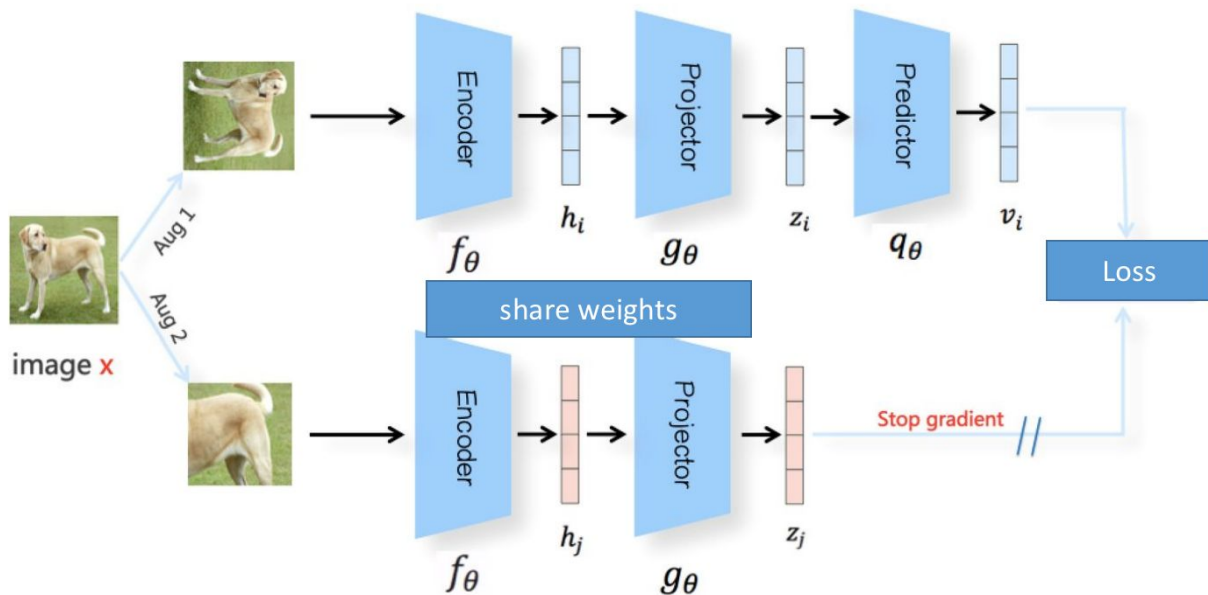 Aug 1
Encoder
Projector
Predictor
h_i
z_i
v_i
f_θ
g_θ
q_θ
Loss
share weights
image x
Aug 2
Encoder
Projector
Stop gradient
h_j
z_j
f_θ
g_θ